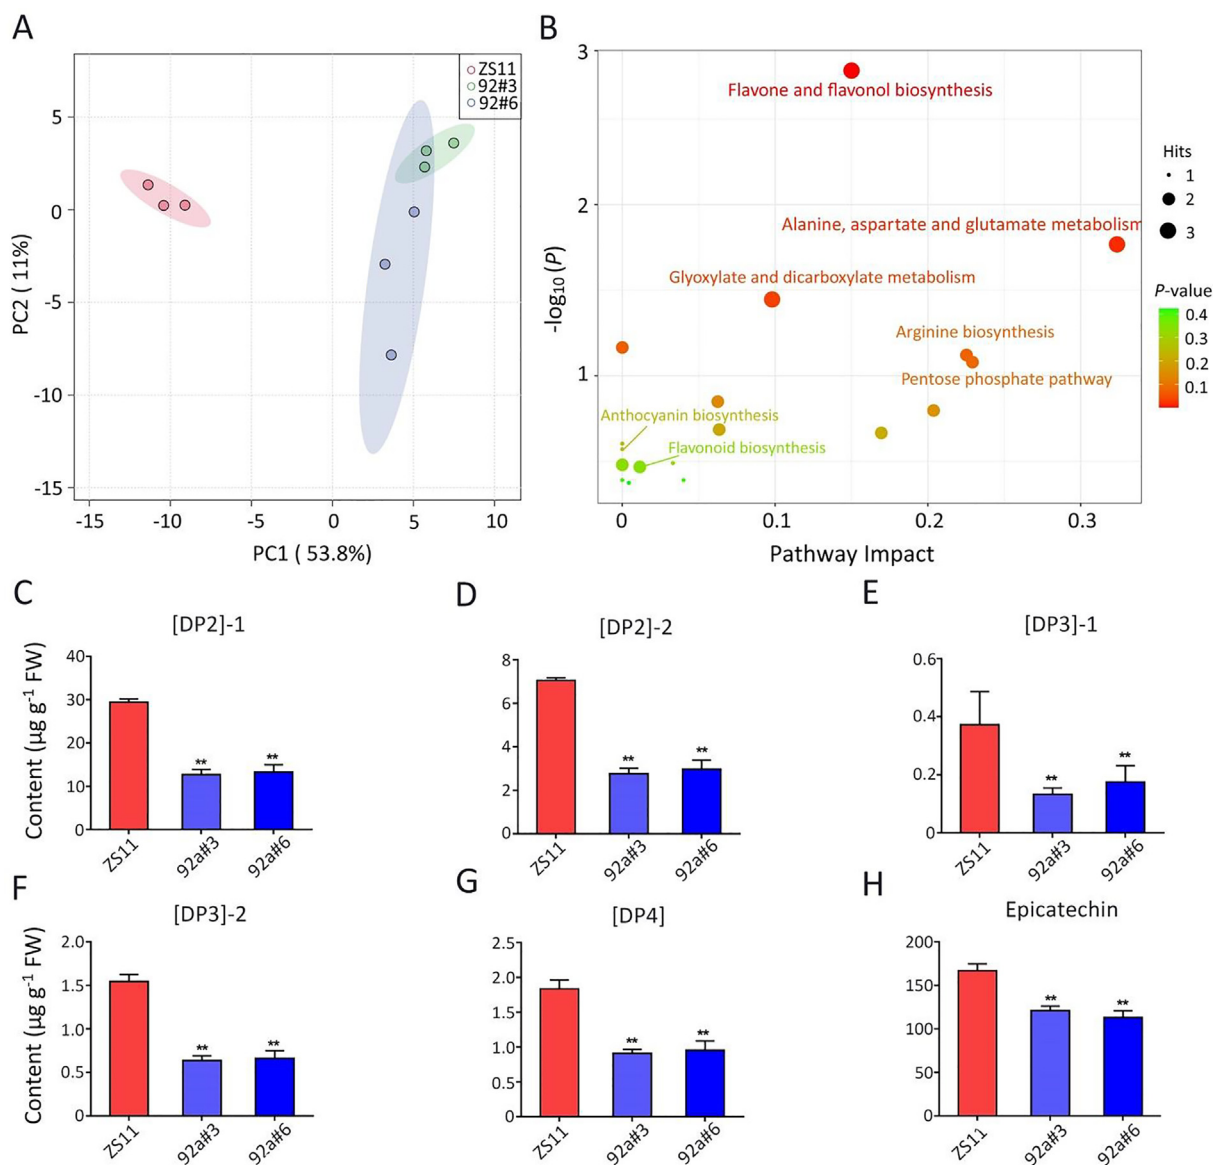 A
ZS11
92#3
92#6
5
0
-5
-10
-15
PC2 ( 11%)
-15
-10
-5
0
5
10
PC1 ( 53.8%)
B
3
2
1
-log10 (P)
Flavone and flavonol biosynthesis
Alanine, aspartate and glutamate metabolism
Glyoxylate and dicarboxylate metabolism
Arginine biosynthesis
Pentose phosphate pathway
Anthocyanin biosynthesis
Flavonoid biosynthesis
0
0.1
0.2
0.3
Pathway Impact
Hits
1
2
3
P-value
0.4
0.3
0.2
0.1
C
[DP2]-1
Content (µg g-1 FW)
40
30
20
10
0
**
**
ZS11
92a#3
92a#6
D
[DP2]-2
8
6
4
2
0
**
**
ZS11
92a#3
92a#6
E
[DP3]-1
0.6
0.4
0.2
0
**
**
ZS11
92a#3
92a#6
F
[DP3]-2
Content (µg g-1 FW)
2.0
1.5
1.0
0.5
0
**
**
ZS11
92a#3
92a#6
G
[DP4]
2.5
2.0
1.5
1.0
0.5
0
**
**
ZS11
92a#3
92a#6
H
Epicatechin
200
150
100
50
0
**
**
ZS11
92a#3
92a#6